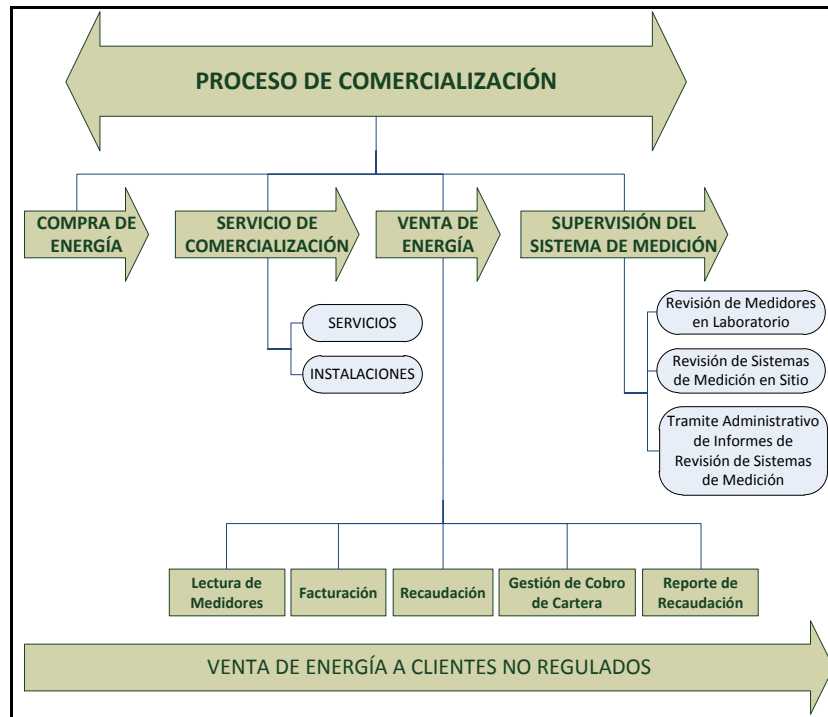 PROCESO DE COMERCIALIZACIÓN
COMPRA DE
ENERGÍA
SERVICIO DE
COMERCIALIZACIÓN
VENTA DE
ENERGÍA
SUPERVISIÓN DEL
SISTEMA DE MEDICIÓN
SERVICIOS
INSTALACIONES
Revisión de Medidores
en Laboratorio
Revisión de Sistemas
de Medición en Sitio
Tramite Administrativo
de Informes de
Revisión de Sistemas
de Medición
Lectura de
Medidores
Facturación
Recaudación
Gestión de Cobro
de Cartera
Reporte de
Recaudación
VENTA DE ENERGÍA A CLIENTES NO REGULADOS